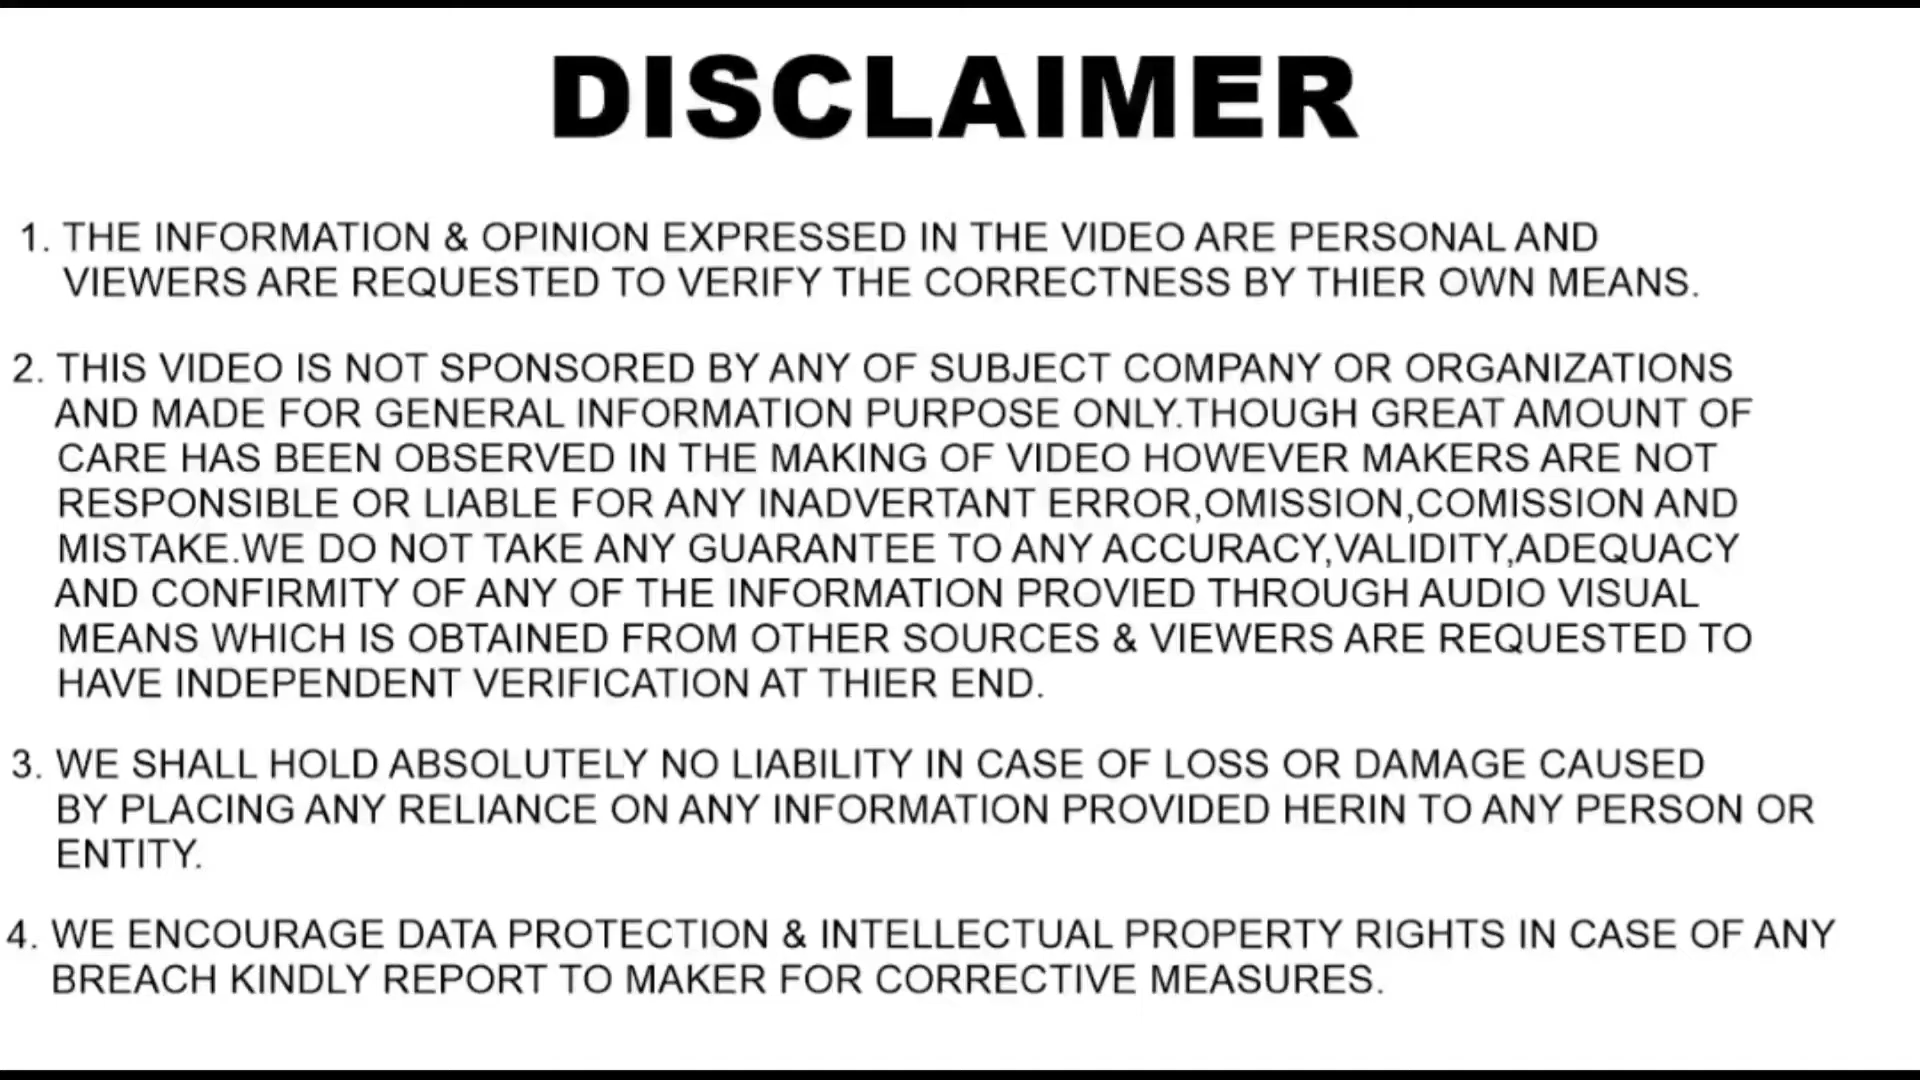 DISCLAIMER
1. THE INFORMATION & OPINION EXPRESSED IN THE VIDEO ARE PERSONAL AND
VIEWERS ARE REQUESTED TO VERIFY THE CORRECTNESS BY THIER OWN MEANS.
2. THIS VIDEO IS NOT SPONSORED BY ANY OF SUBJECT COMPANY OR ORGANIZATIONS
AND MADE FOR GENERAL INFORMATION PURPOSE ONLY.THOUGH GREAT AMOUNT OF
CARE HAS BEEN OBSERVED IN THE MAKING OF VIDEO HOWEVER MAKERS ARE NOT
RESPONSIBLE OR LIABLE FOR ANY INADVERTANT ERROR,OMISSION,COMISSION AND
MISTAKE.WE DO NOT TAKE ANY GUARANTEE TO ANY ACCURACY,VALIDITY,ADEQUACY
AND CONFIRMITY OF ANY OF THE INFORMATION PROVIED THROUGH AUDIO VISUAL
MEANS WHICH IS OBTAINED FROM OTHER SOURCES & VIEWERS ARE REQUESTED TO
HAVE INDEPENDENT VERIFICATION AT THIER END.
3. WE SHALL HOLD ABSOLUTELY NO LIABILITY IN CASE OF LOSS OR DAMAGE CAUSED
BY PLACING ANY RELIANCE ON ANY INFORMATION PROVIDED HERIN TO ANY PERSON OR
ENTITY.
4. WE ENCOURAGE DATA PROTECTION & INTELLECTUAL PROPERTY RIGHTS IN CASE OF ANY
BREACH KINDLY REPORT TO MAKER FOR CORRECTIVE MEASURES.